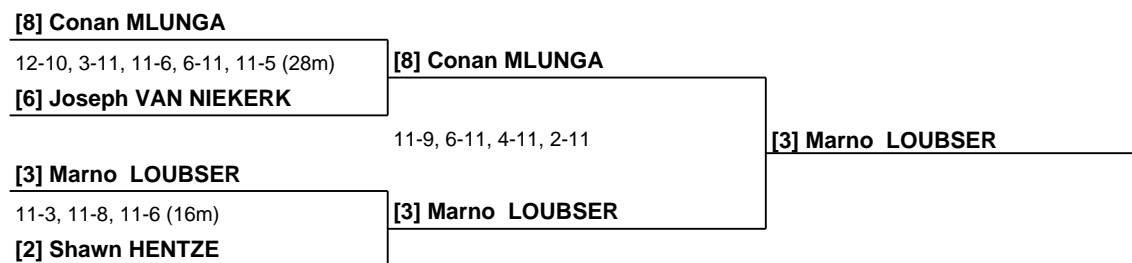 [8] Conan MLUNGA
12-10, 3-11, 11-6, 6-11, 11-5 (28m)
[8] Conan MLUNGA
[6] Joseph VAN NIEKERK
11-9, 6-11, 4-11, 2-11
[3] Marno LOUBSER
[3] Marno LOUBSER
11-3, 11-8, 11-6 (16m)
[3] Marno LOUBSER
[2] Shawn HENTZE